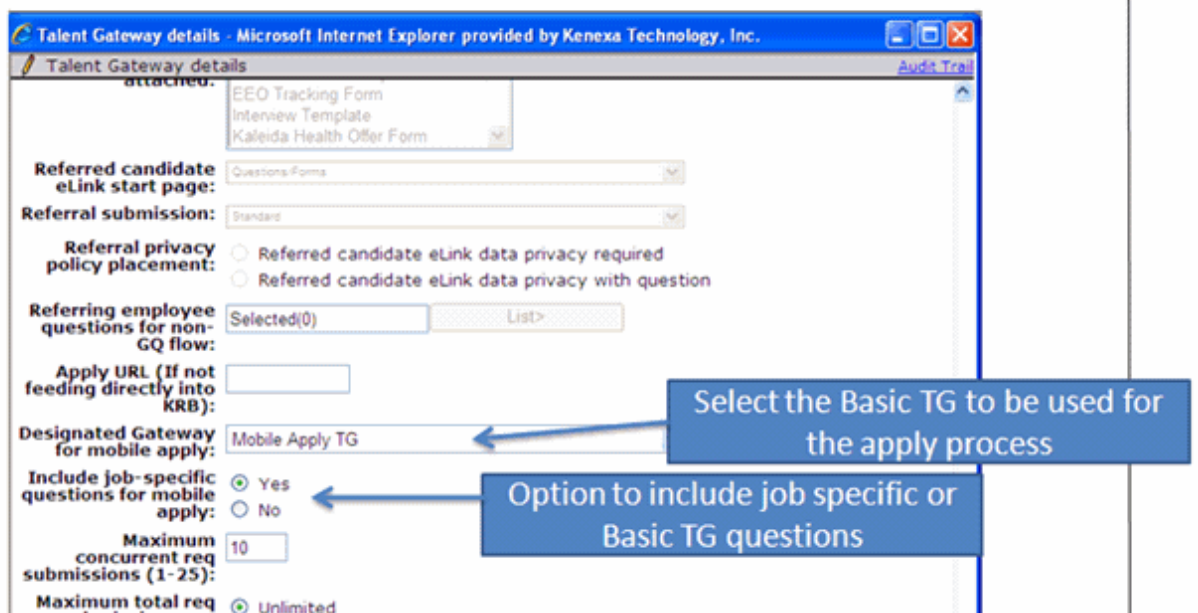 Talent Gateway details - Microsoft Internet Explorer provided by Kenexa Technology, Inc.
Talent Gateway details
Audit Trail
attached:
EEO Tracking Form
Interview Template
Kaleida Health Offer Form
Referred candidate
eLink start page:
Questions/Forms
Referral submission:
Standard
Referral privacy
policy placement:
Referred candidate eLink data privacy required
Referred candidate eLink data privacy with question
Referring employee
questions for non-
GQ flow:
Selected(0)
List>
Apply URL (If not
feeding directly into
KRB):
Select the Basic TG to be used for
the apply process
Designated Gateway
for mobile apply:
Mobile Apply TG
Include job-specific
questions for mobile
apply:
Yes
No
Option to include job specific or
Basic TG questions
Maximum
concurrent req
submissions (1-25):
10
Maximum total req
Unlimited